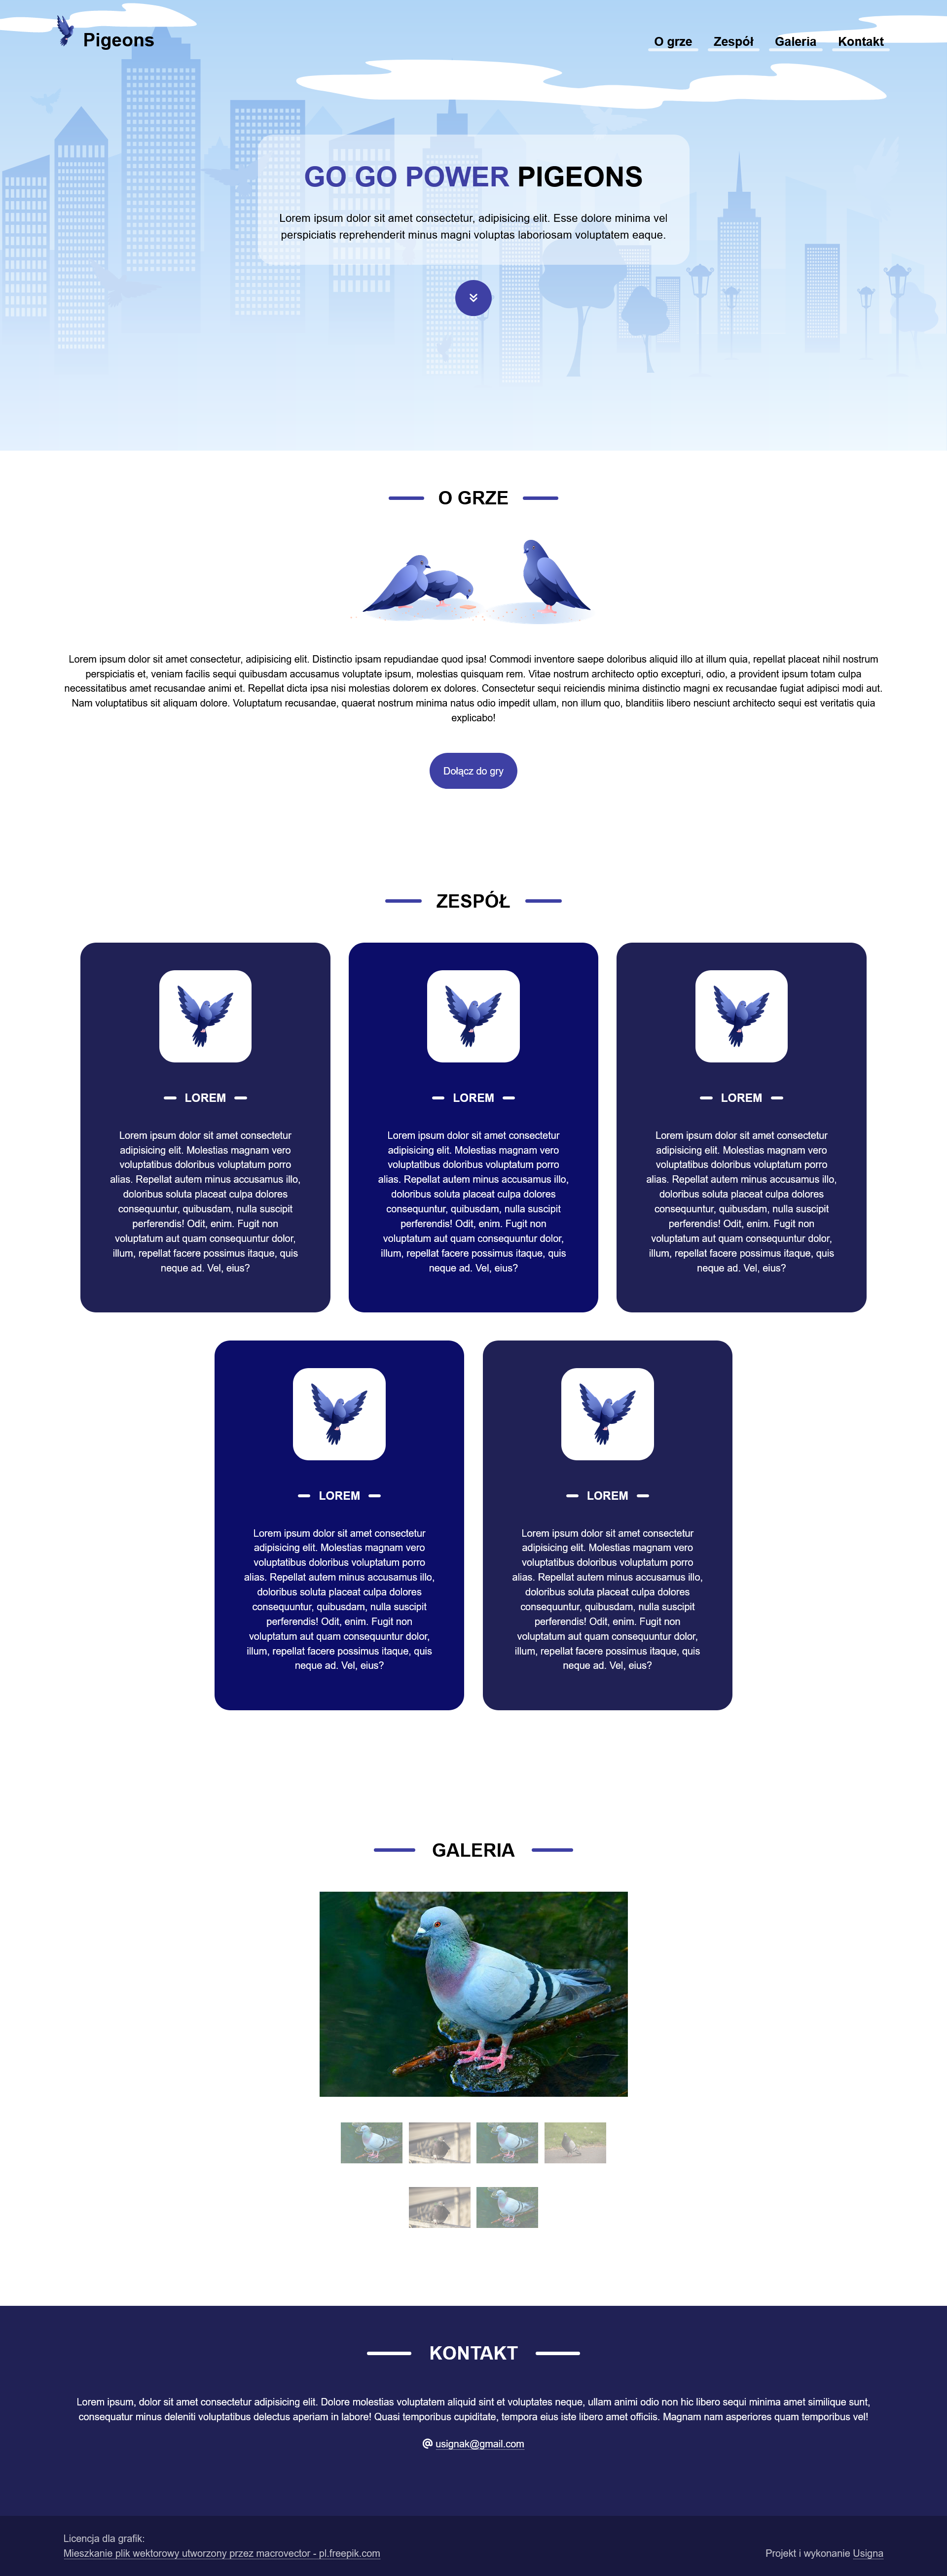 Pigeons
O grze
Zespół
Galeria
Kontakt
GO GO POWER PIGEONS
Lorem ipsum dolor sit amet consectetur, adipisicing elit. Esse dolore minima vel
perspiciatis reprehenderit minus magni voluptas laboriosam voluptatem eaque.
O GRZE
Lorem ipsum dolor sit amet consectetur, adipisicing elit. Distinctio ipsam repudiandae quod ipsa! Commodi inventore saepe doloribus aliquid illo at illum quia, repellat placeat nihil nostrum
perspiciatis et, veniam facilis sequi quibusdam accusamus voluptate ipsum, molestias quisquam rem. Vitae nostrum architecto optio excepturi, odio, a provident ipsum totam culpa
necessitatibus amet recusandae animi et. Repellat dicta ipsa nisi molestias dolorem ex dolores. Consectetur sequi reiciendis minima distinctio magni ex recusandae fugiat adipisci modi aut.
Nam voluptatibus sit aliquam dolore. Voluptatum recusandae, quaerat nostrum minima natus odio impedit ullam, non illum quo, blanditiis libero nesciunt architecto sequi est veritatis quia
explicabo!
Dołącz do gry
ZESPÓŁ
LOREM
Lorem ipsum dolor sit amet consectetur
adipisicing elit. Molestias magnam vero
voluptatibus doloribus voluptatum porro
alias. Repellat autem minus accusamus illo,
doloribus soluta placeat culpa dolores
consequuntur, quibusdam, nulla suscipit
perferendis! Odit, enim. Fugit non
voluptatum aut quam consequuntur dolor,
illum, repellat facere possimus itaque, quis
neque ad. Vel, eius?
LOREM
Lorem ipsum dolor sit amet consectetur
adipisicing elit. Molestias magnam vero
voluptatibus doloribus voluptatum porro
alias. Repellat autem minus accusamus illo,
doloribus soluta placeat culpa dolores
consequuntur, quibusdam, nulla suscipit
perferendis! Odit, enim. Fugit non
voluptatum aut quam consequuntur dolor,
illum, repellat facere possimus itaque, quis
neque ad. Vel, eius?
LOREM
Lorem ipsum dolor sit amet consectetur
adipisicing elit. Molestias magnam vero
voluptatibus doloribus voluptatum porro
alias. Repellat autem minus accusamus illo,
doloribus soluta placeat culpa dolores
consequuntur, quibusdam, nulla suscipit
perferendis! Odit, enim. Fugit non
voluptatum aut quam consequuntur dolor,
illum, repellat facere possimus itaque, quis
neque ad. Vel, eius?
LOREM
Lorem ipsum dolor sit amet consectetur
adipisicing elit. Molestias magnam vero
voluptatibus doloribus voluptatum porro
alias. Repellat autem minus accusamus illo,
doloribus soluta placeat culpa dolores
consequuntur, quibusdam, nulla suscipit
perferendis! Odit, enim. Fugit non
voluptatum aut quam consequuntur dolor,
illum, repellat facere possimus itaque, quis
neque ad. Vel, eius?
LOREM
Lorem ipsum dolor sit amet consectetur
adipisicing elit. Molestias magnam vero
voluptatibus doloribus voluptatum porro
alias. Repellat autem minus accusamus illo,
doloribus soluta placeat culpa dolores
consequuntur, quibusdam, nulla suscipit
perferendis! Odit, enim. Fugit non
voluptatum aut quam consequuntur dolor,
illum, repellat facere possimus itaque, quis
neque ad. Vel, eius?
GALERIA
KONTAKT
Lorem ipsum, dolor sit amet consectetur adipisicing elit. Dolore molestias voluptatem aliquid sint et voluptates neque, ullam animi odio non hic libero sequi minima amet similique sunt,
consequatur minus deleniti voluptatibus delectus aperiam in labore! Quasi temporibus cupiditate, tempora eius iste libero amet officiis. Magnam nam asperiores quam temporibus vel!
usignak@gmail.com
Licencja dla grafik:
Mieszkanie plik wektorowy utworzony przez macrovector - pl.freepik.com
Projekt i wykonanie Usigna